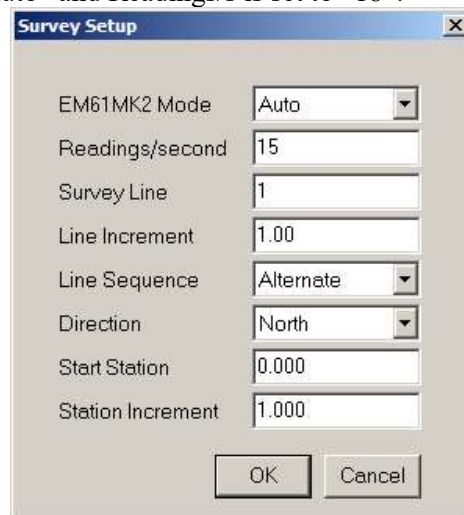 Survey Setup
EM61MK2 Mode Auto
Readings/second 15
Survey Line 1
Line Increment 1.00
Line Sequence Alternate
Direction North
Start Station 0.000
Station Increment 1.000
OK Cancel